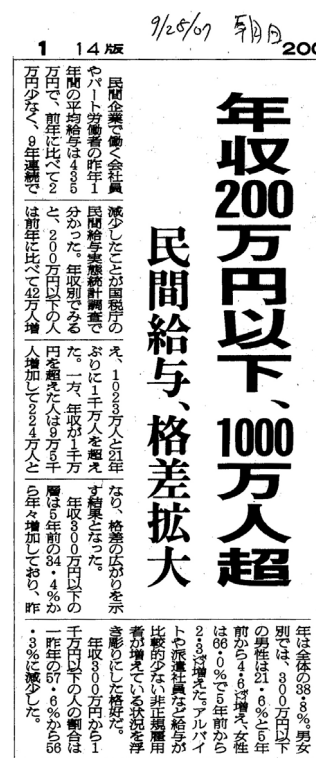 1 14版
9/28/07 朝日
200
年収200万円以下、1000万人超
民間給与、格差拡大
民間企業で働く会社員
やパート労働者の昨年1
年間の平均給与は435
万円で、前年に比べて2
万円少なく、9年連続で
減少したことが国税庁の
民間給与実態統計調査で
分かった。年収別でみる
と、200万円以下の人
は前年に比べて42万人増
え、1023万人と21年
ぶりに1千万人を超え
た。一方、年収が1千万
円を超えた人は9万5千
人増加して224万人と
なり、格差の広がりを示
す結果となった。
年収300万円以下の
層は5年前の34・4%か
ら年々増加しており、昨
年は全体の38・8%。男女
別では、300万円以下
の男性は21・6%と5年
前から4・6㌽増え、女性
は66・0%で5年前から
2・3㌽増えた。アルバイ
トや派遣社員など給与が
比較的少ない非正規雇用
者が増えている状況を浮
き彫りにした格好だ。
年収300万円から1
千万円以下の人の割合は
一昨年の57・6%から56
・3%に減少した。